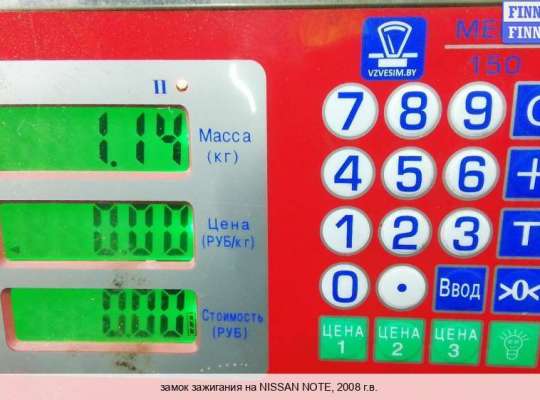 FINN
FINN
МЕ
150
VZVESIM.BY
П
1.14
Масса
(кг)
0.00
Цена
(РУБ/кг)
0.00
Стоимость
(РУБ)
7 8 9 C
4 5 6 +
1 2 3 T
0 . Ввод >0<
ЦЕНА 1
ЦЕНА 2
ЦЕНА 3
замок зажигания на NISSAN NOTE, 2008 г.в.